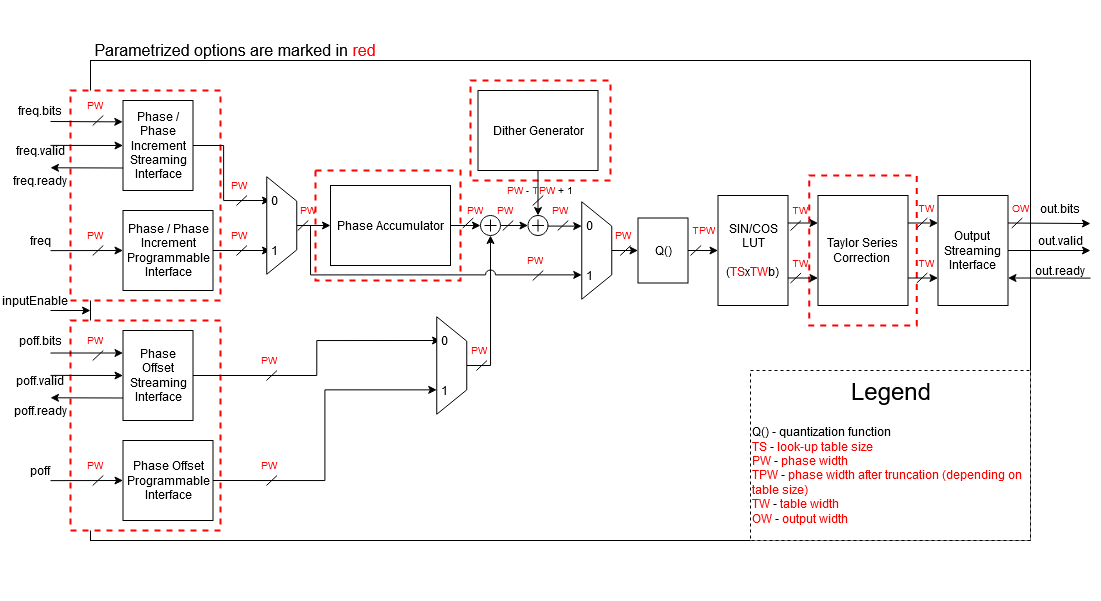 Parametrized options are marked in red
freq.bits
PW
freq.valid
freq.ready
Phase /
Phase
Increment
Streaming
Interface
PW
0
1
freq
PW
Phase / Phase
Increment
Programmable
Interface
PW
PW
Phase Accumulator
PW
PW
Dither Generator
PW - TPW + 1
PW
0
1
PW
PW
Q()
TPW
SIN/COS
LUT
(TSxTWb)
TW
TW
Taylor Series
Correction
TW
TW
Output
Streaming
Interface
OW
out.bits
out.valid
out.ready
inputEnable
poff.bits
PW
poff.valid
poff.ready
Phase
Offset
Streaming
Interface
PW
0
1
PW
poff
PW
Phase Offset
Programmable
Interface
PW
Legend
Q() - quantization function
TS - look-up table size
PW - phase width
TPW - phase width after truncation (depending on
table size)
TW - table width
OW - output width